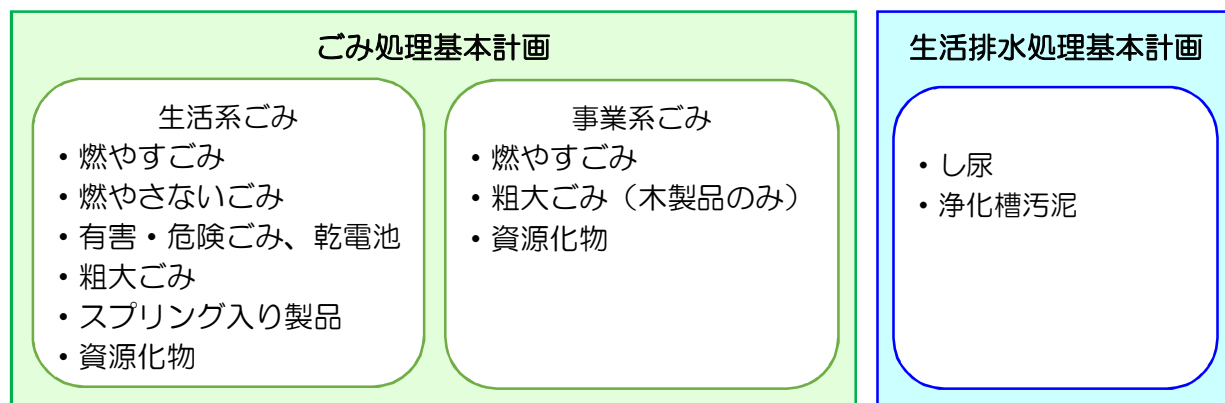 ごみ処理基本計画
生活系ごみ
・燃やすごみ
・燃やさないごみ
・有害・危険ごみ、乾電池
・粗大ごみ
・スプリング入り製品
・資源化物
事業系ごみ
・燃やすごみ
・粗大ごみ（木製品のみ）
・資源化物
生活排水処理基本計画
・し尿
・浄化槽汚泥